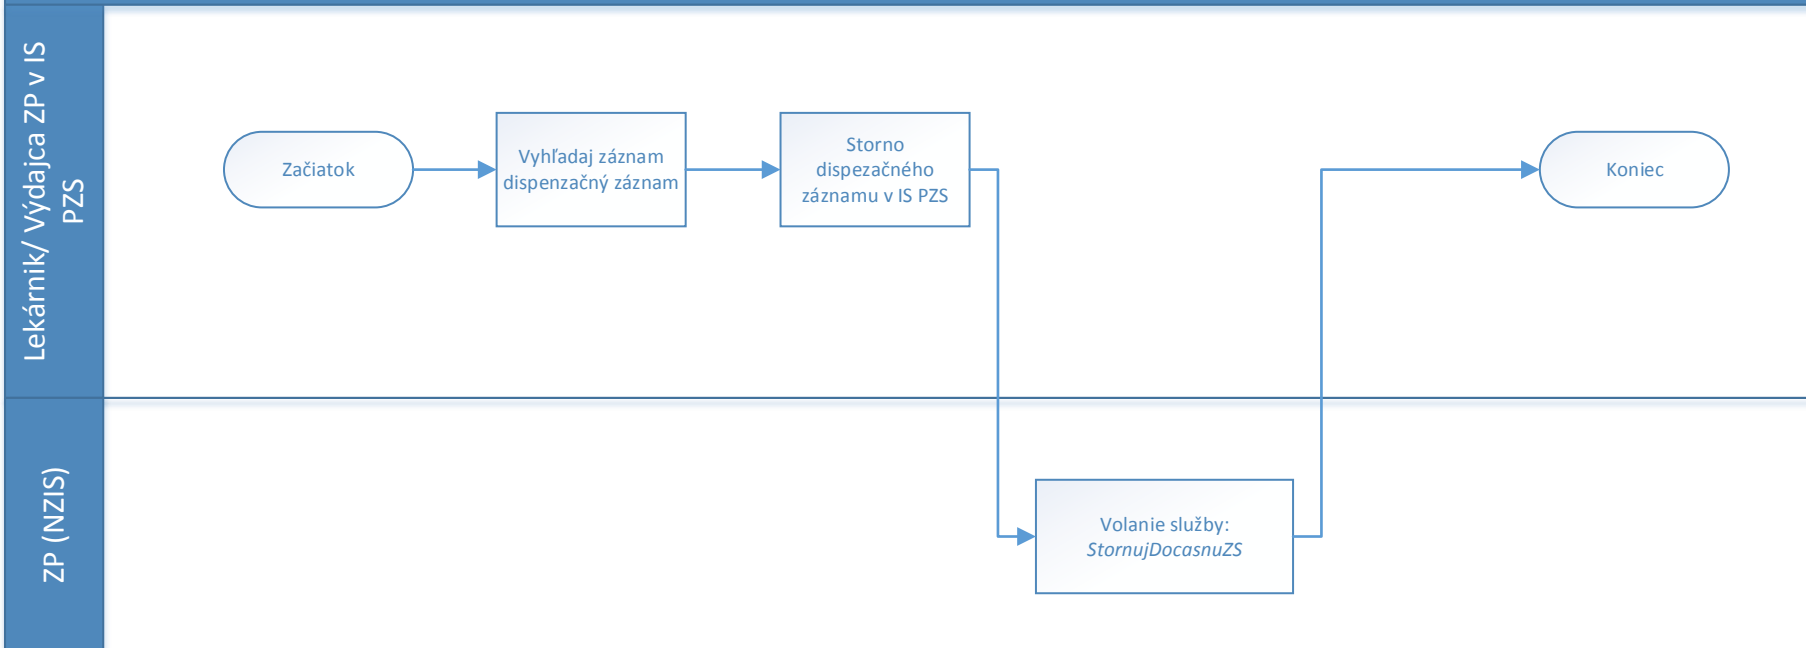 Lekárnik/ Výdajca ZP v IS
PZS
Začiatok
Vyhľadaj záznam
dispenzačný záznam
Storno
dispezačného
záznamu v IS PZS
Koniec
ZP (NZIS)
Volanie služby:
StornujDocasnuZS